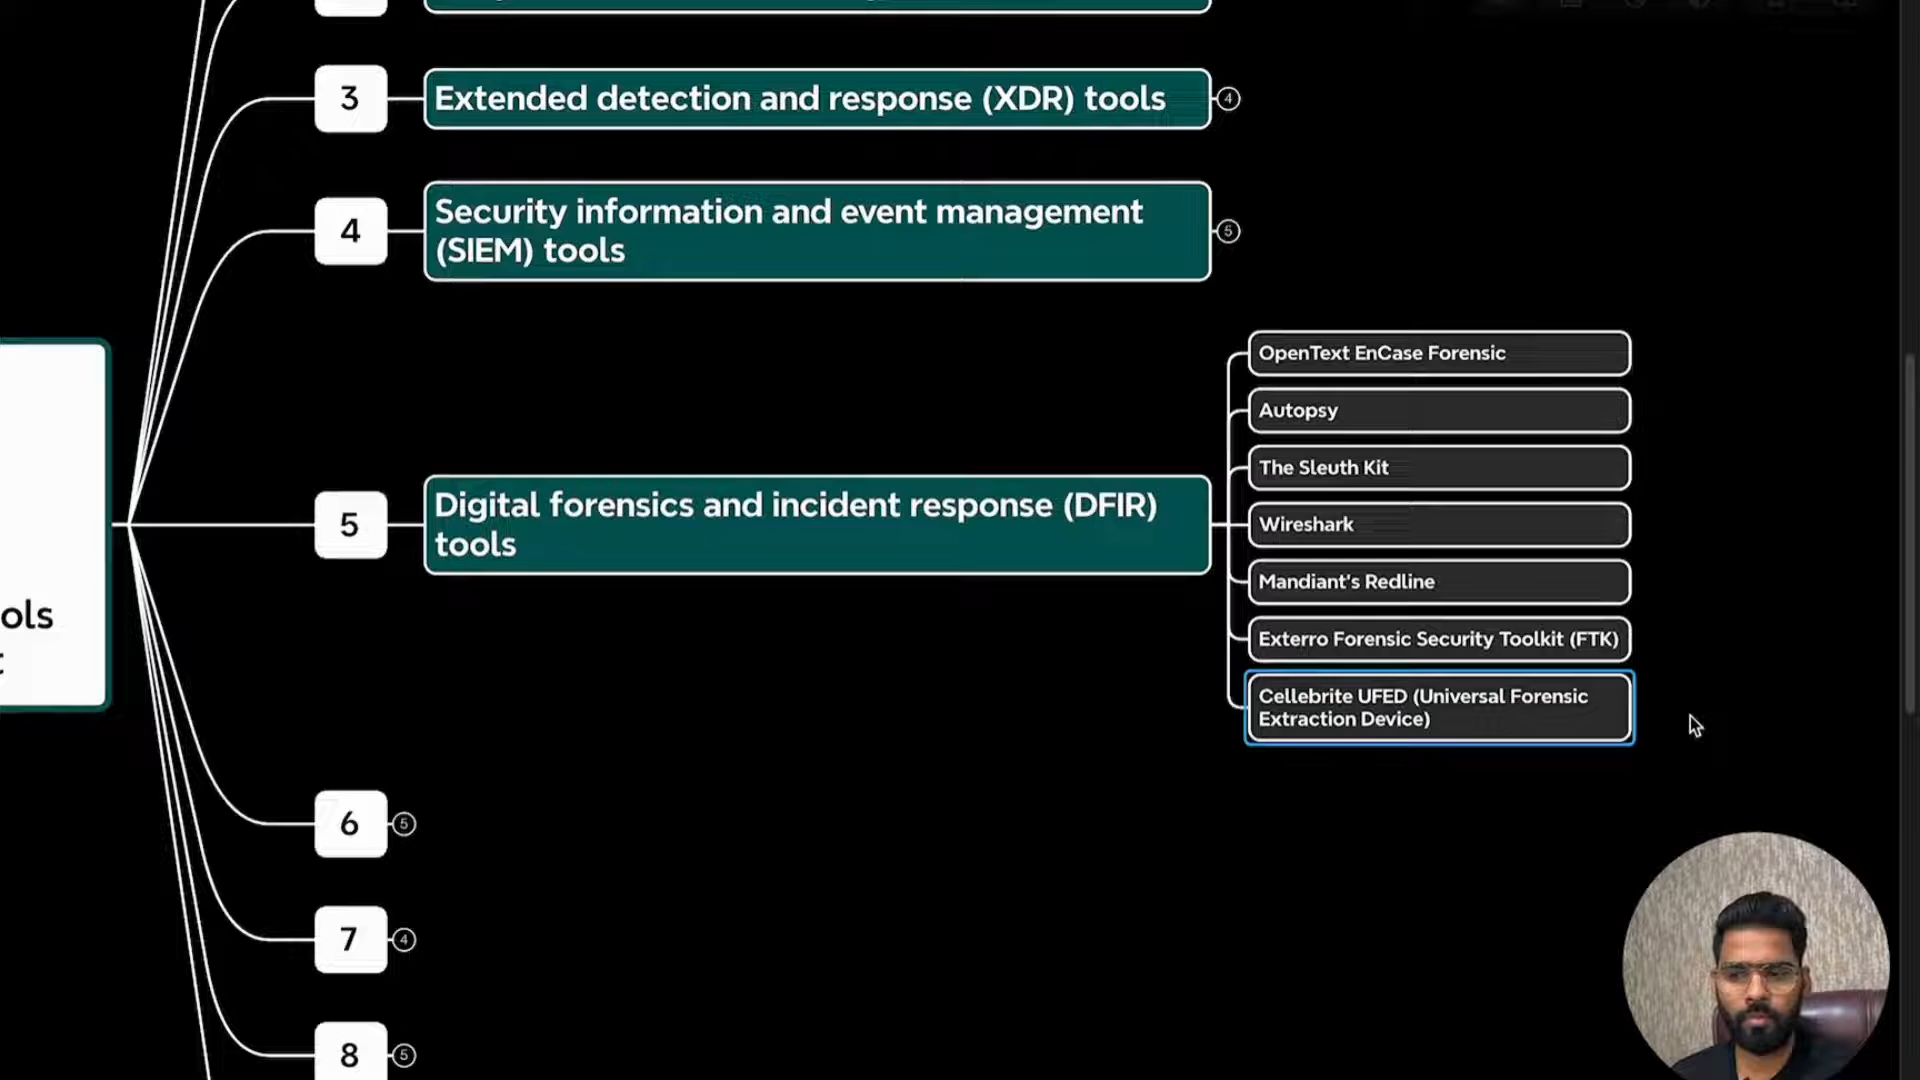 3
Extended detection and response (XDR) tools
4
4
Security information and event management
(SIEM) tools
5
OpenText EnCase Forensic
Autopsy
The Sleuth Kit
5
Digital forensics and incident response (DFIR)
tools
Wireshark
Mandiant's Redline
Exterro Forensic Security Toolkit (FTK)
Cellebrite UFED (Universal Forensic
Extraction Device)
ols
6
5
7
4
8
5